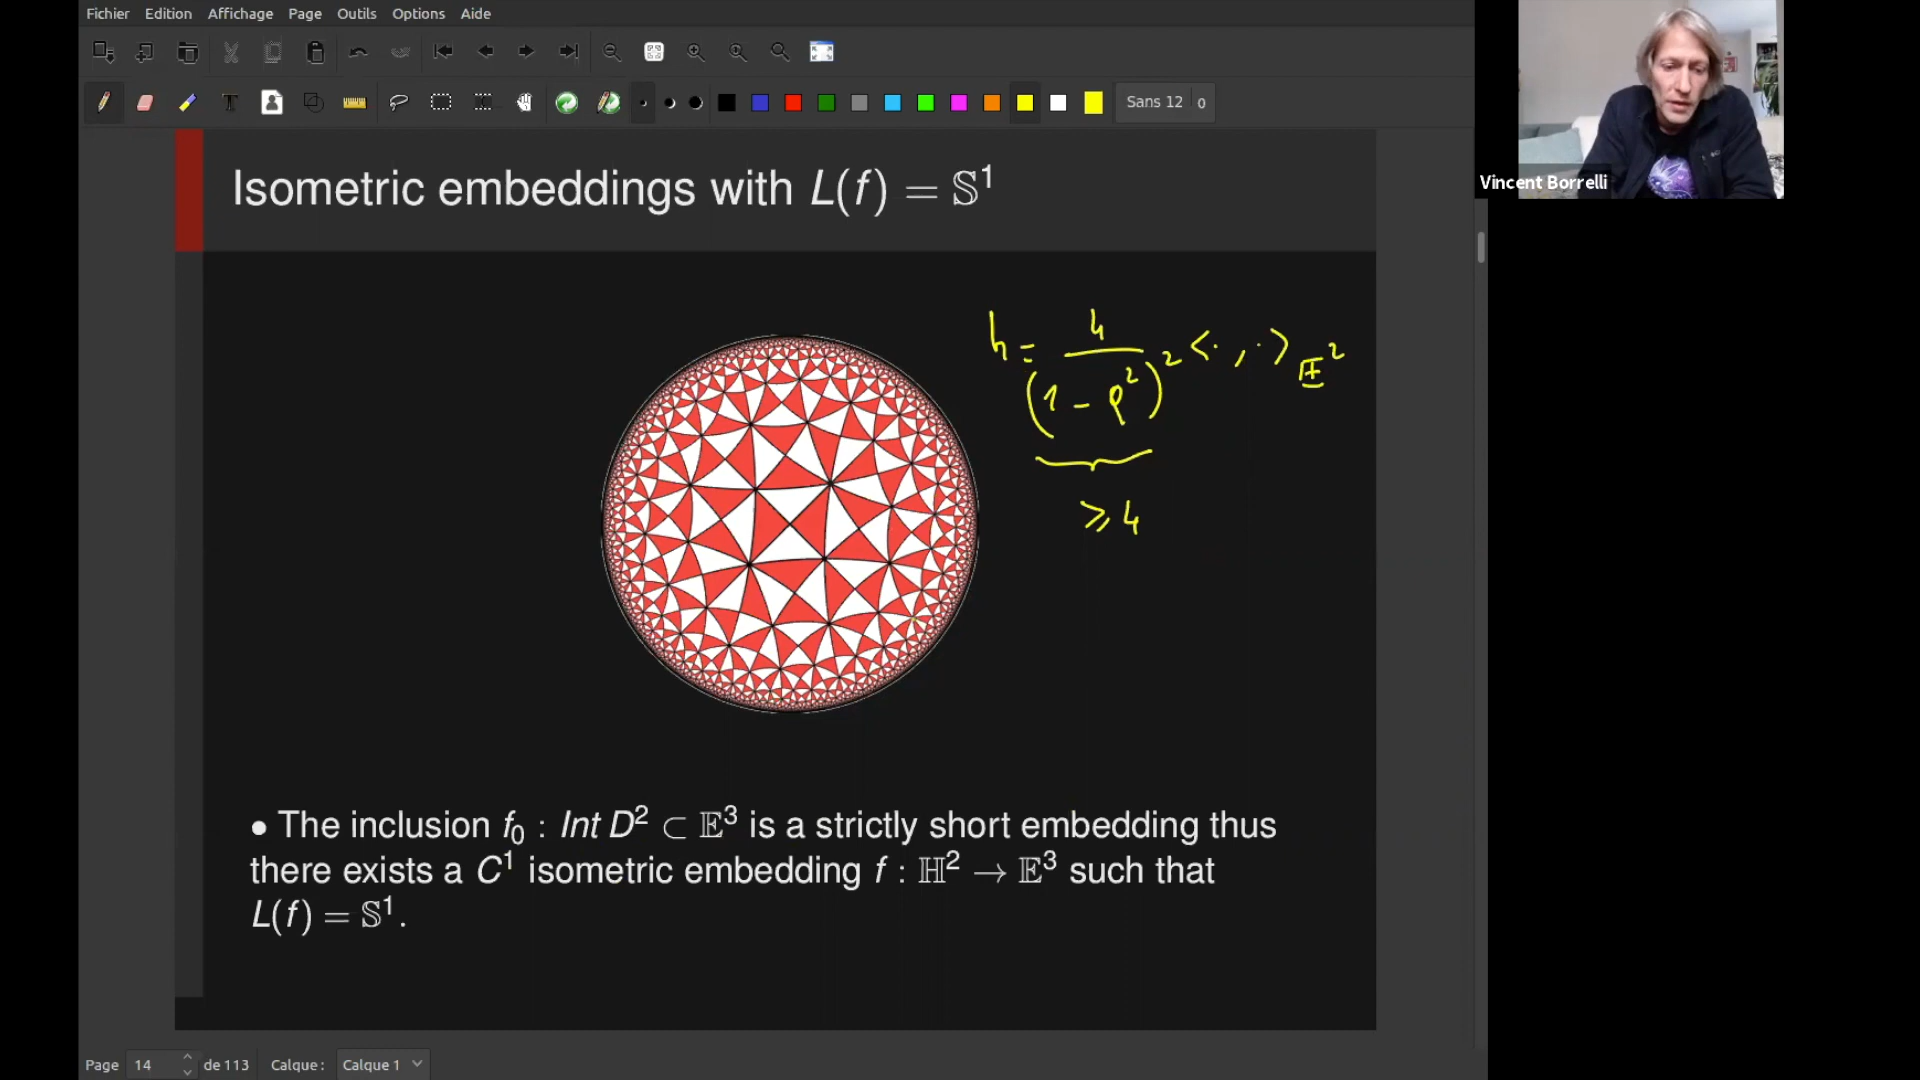 Fichier Edition Affichage Page Outils Options Aide
Sans 12 0
Vincent Borrelli
Isometric embeddings with L(f) = 𝕊¹
h = 4 / (1 - ρ²)² <·,·>_𝔼²
≥ 4
• The inclusion f₀ : Int D² ⊂ 𝔼³ is a strictly short embedding thus
there exists a C¹ isometric embedding f : ℍ² → 𝔼³ such that
L(f) = 𝕊¹.
Page 14 de 113 Calque : Calque 1